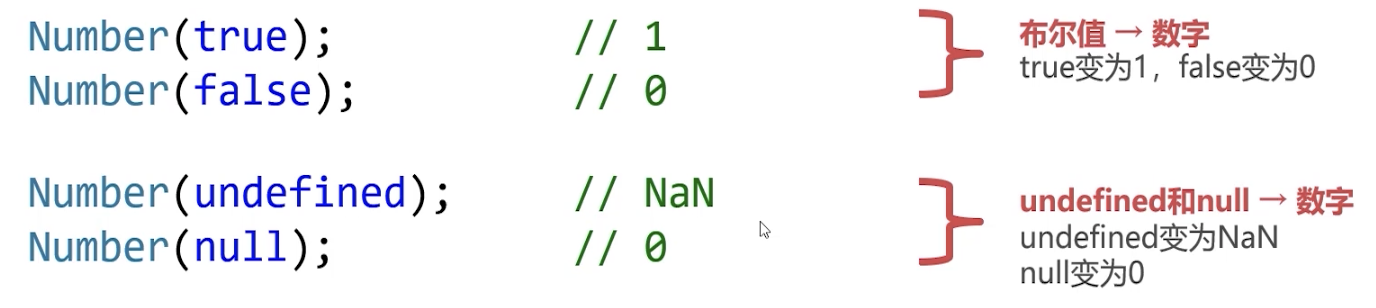 Number(true); // 1
Number(false); // 0
布尔值 → 数字
true变为1，false变为0
Number(undefined); // NaN
Number(null); // 0
undefined和null → 数字
undefined变为NaN
null变为0